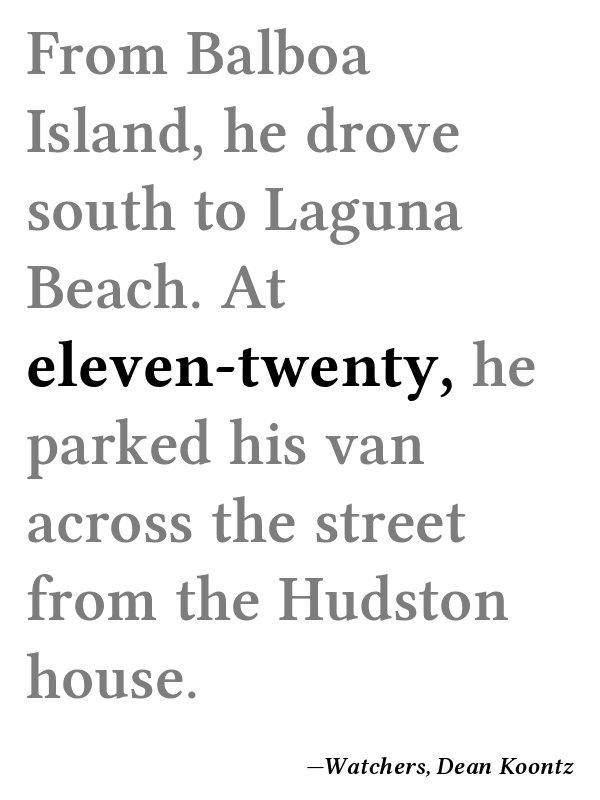 From Balboa
Island, he drove
south to Laguna
Beach. At
eleven-twenty, he
parked his van
across the street
from the Hudston
house.
—Watchers, Dean Koontz